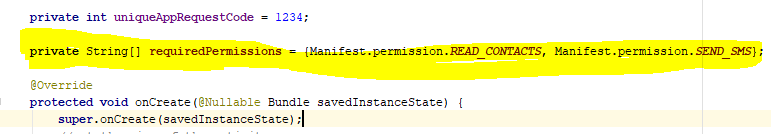 private int uniqueAppRequestCode = 1234;
private String[] requiredPermissions = {Manifest.permission.READ_CONTACTS, Manifest.permission.SEND_SMS};
@Override
protected void onCreate(@Nullable Bundle savedInstanceState) {
super.onCreate(savedInstanceState);